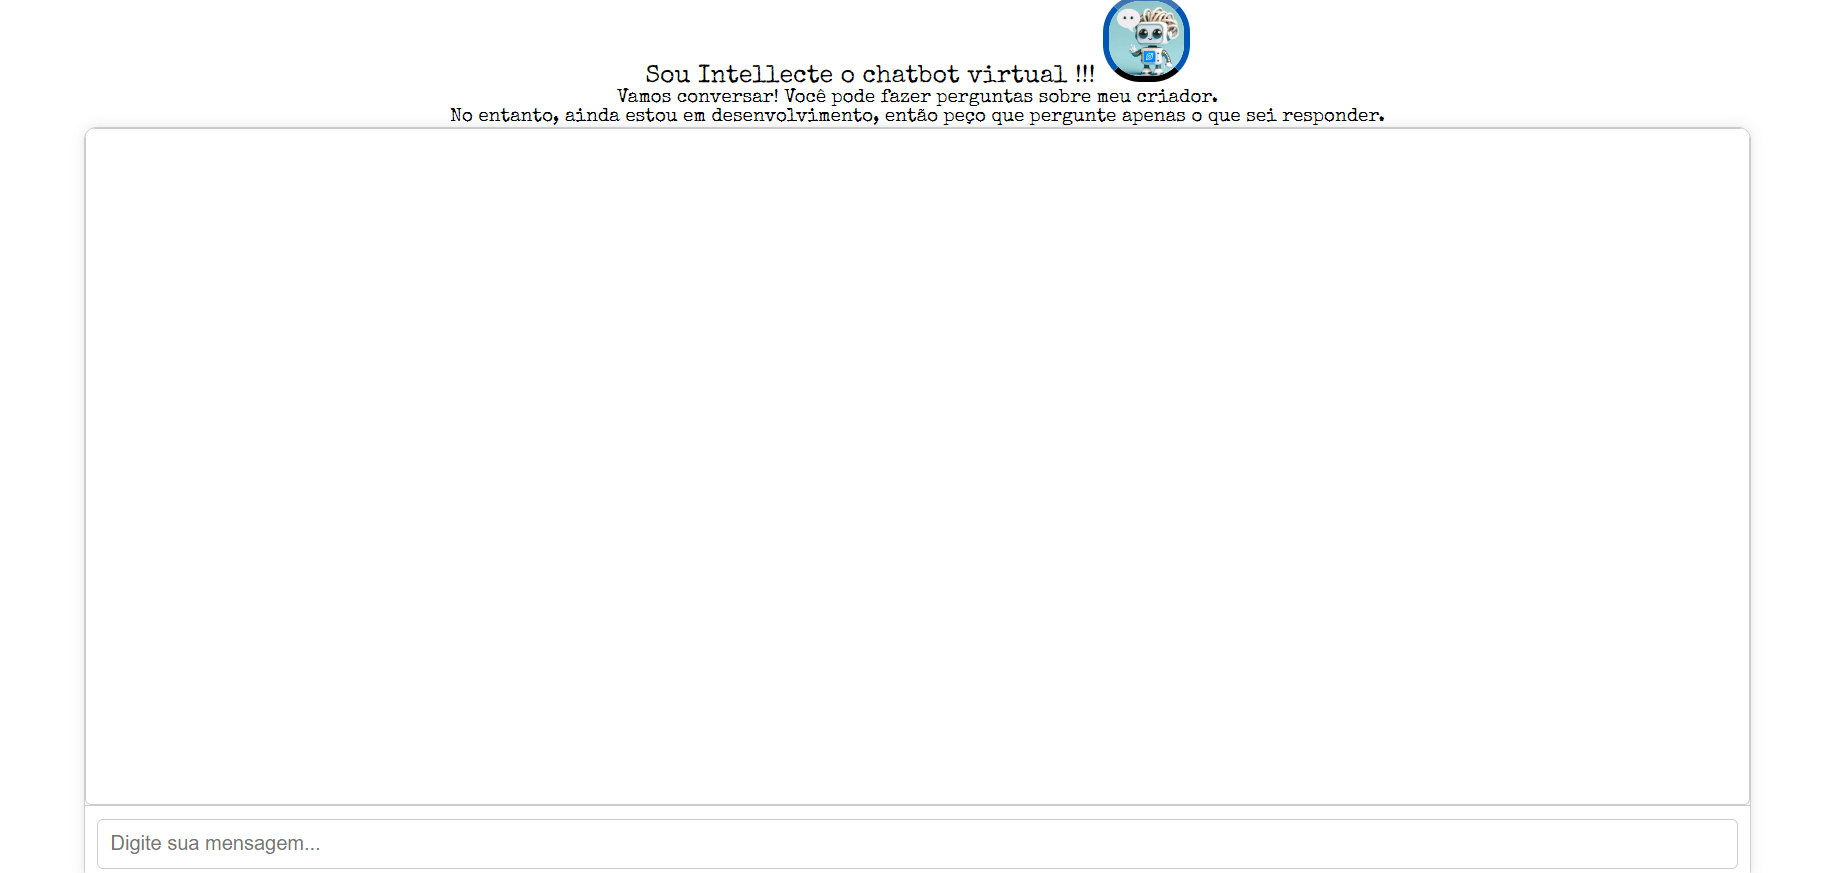 Sou Intellecte o chatbot virtual !!!
Vamos conversar! Você pode fazer perguntas sobre meu criador.
No entanto, ainda estou em desenvolvimento, então peço que pergunte apenas o que sei responder.
Digite sua mensagem...